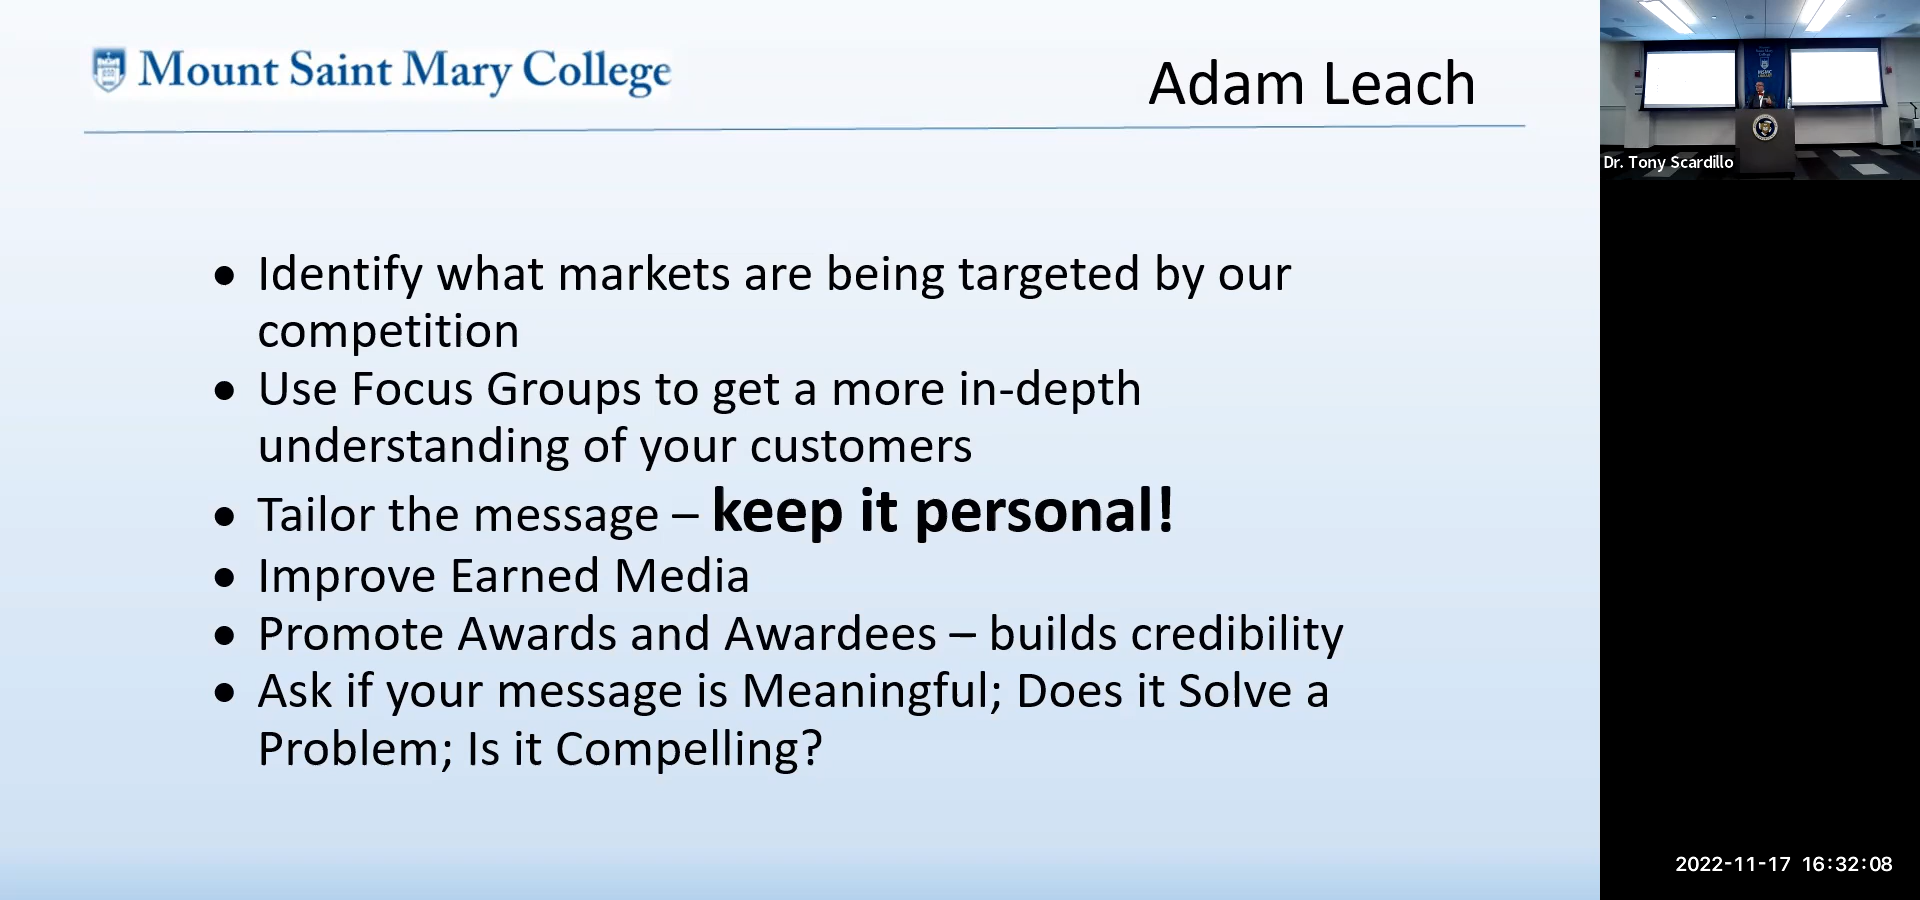 Mount Saint Mary College
Adam Leach
• Identify what markets are being targeted by our
competition
• Use Focus Groups to get a more in-depth
understanding of your customers
• Tailor the message – keep it personal!
• Improve Earned Media
• Promote Awards and Awardees – builds credibility
• Ask if your message is Meaningful; Does it Solve a
Problem; Is it Compelling?
Dr. Tony Scardillo
2022-11-17 16:32:08